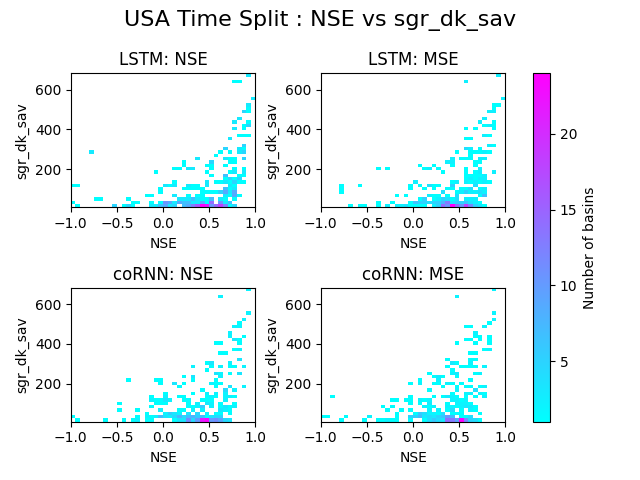 USA Time Split : NSE vs sgr_dk_sav
LSTM: NSE
sgr_dk_sav
600
400
200
−1.0 −0.5 0.0 0.5 1.0
NSE
LSTM: MSE
sgr_dk_sav
600
400
200
−1.0 −0.5 0.0 0.5 1.0
NSE
coRNN: NSE
sgr_dk_sav
600
400
200
−1.0 −0.5 0.0 0.5 1.0
NSE
coRNN: MSE
sgr_dk_sav
600
400
200
−1.0 −0.5 0.0 0.5 1.0
NSE
20
15
10
5
Number of basins